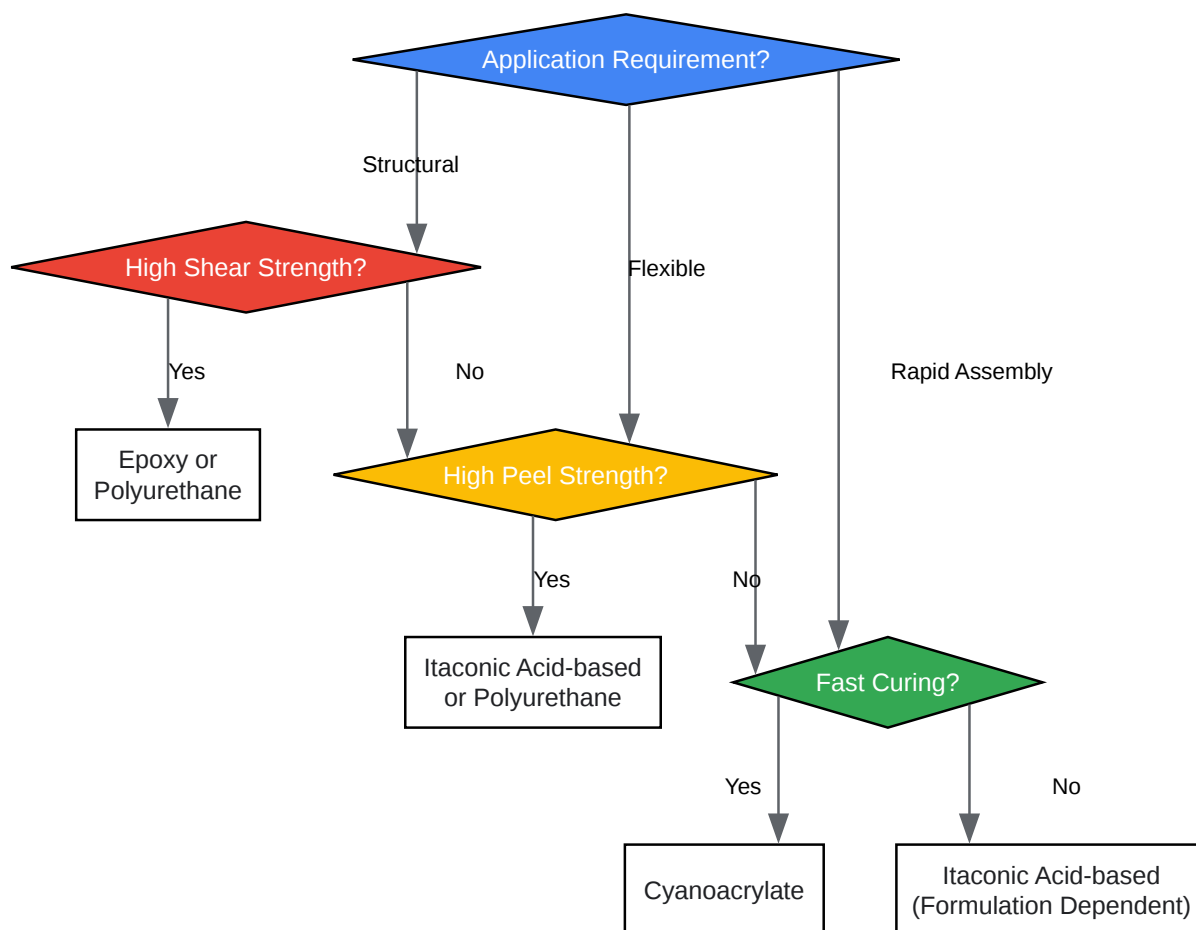 Application Requirement?
Structural
High Shear Strength?
Flexible
Yes
No
Rapid Assembly
Epoxy or
Polyurethane
High Peel Strength?
Yes
No
Itaconic Acid-based
or Polyurethane
Fast Curing?
Yes
No
Cyanoacrylate
Itaconic Acid-based
(Formulation Dependent)